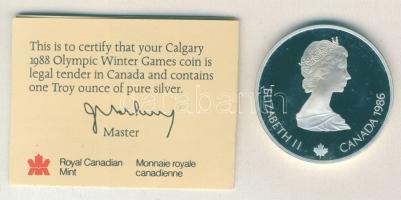 This is to certify that your Calgary
1988 Olympic Winter Games coin is
legal tender in Canada and contains
one Troy ounce of pure silver.
Master
Royal Canadian Mint
Monnaie royale canadienne
ELIZABETH II
CANADA 1986